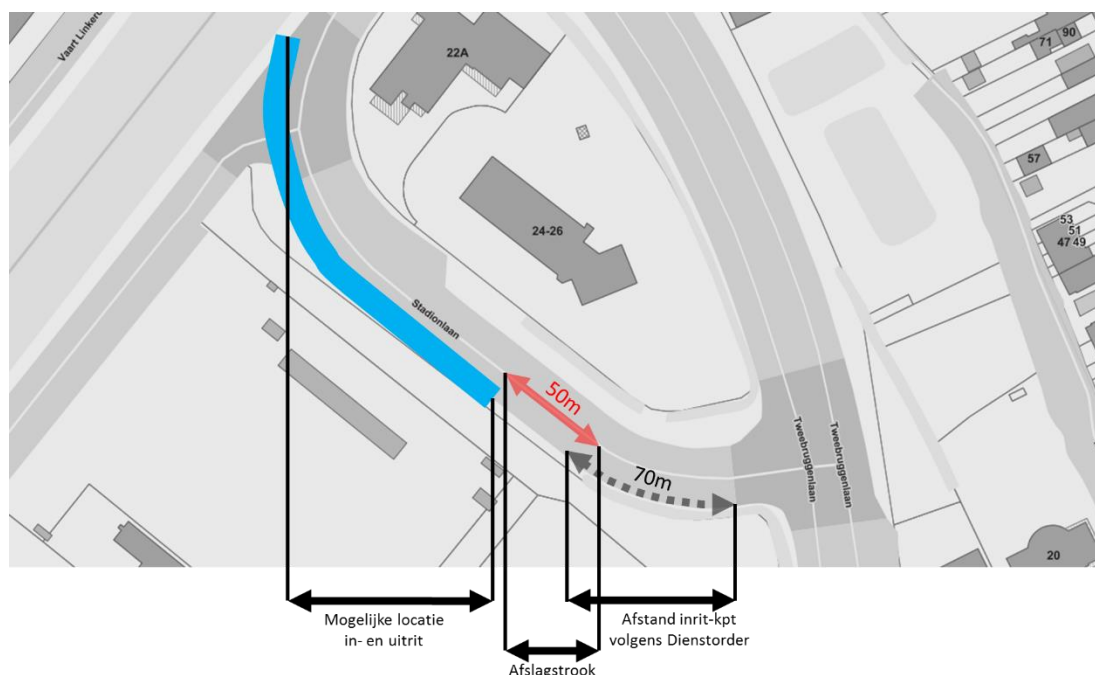 Vaart Linkero
22A
71
90
57
53
51
47 49
24-26
Stadionlaan
50m
70m
Tweebruggenlaan
Tweebruggenlaan
20
Mogelijke locatie
in- en uitrit
Afstand inrit-kpt
volgens Dienstorder
Afslagstrook